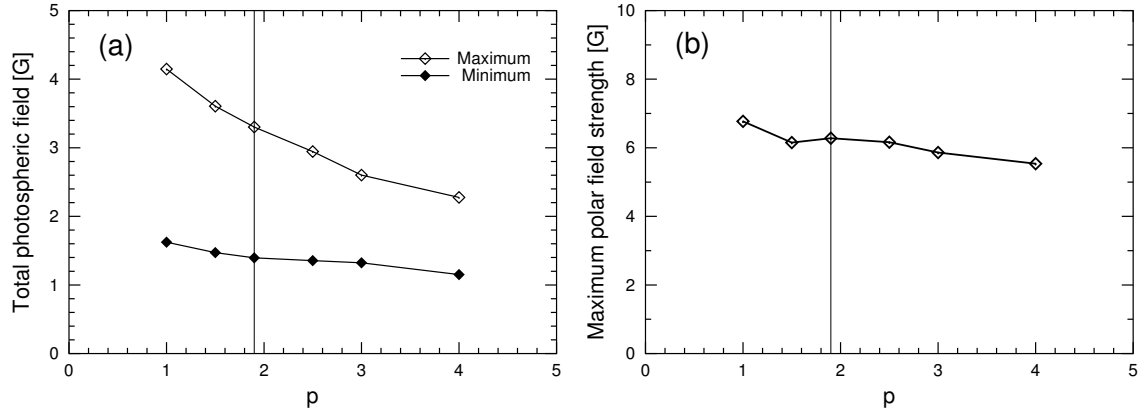 (a)
Maximum
Minimum
Total photospheric field [G]
5
4
3
2
1
0
0 1 2 3 4 5
p
(b)
Maximum polar field strength [G]
10
8
6
4
2
0
0 1 2 3 4 5
p